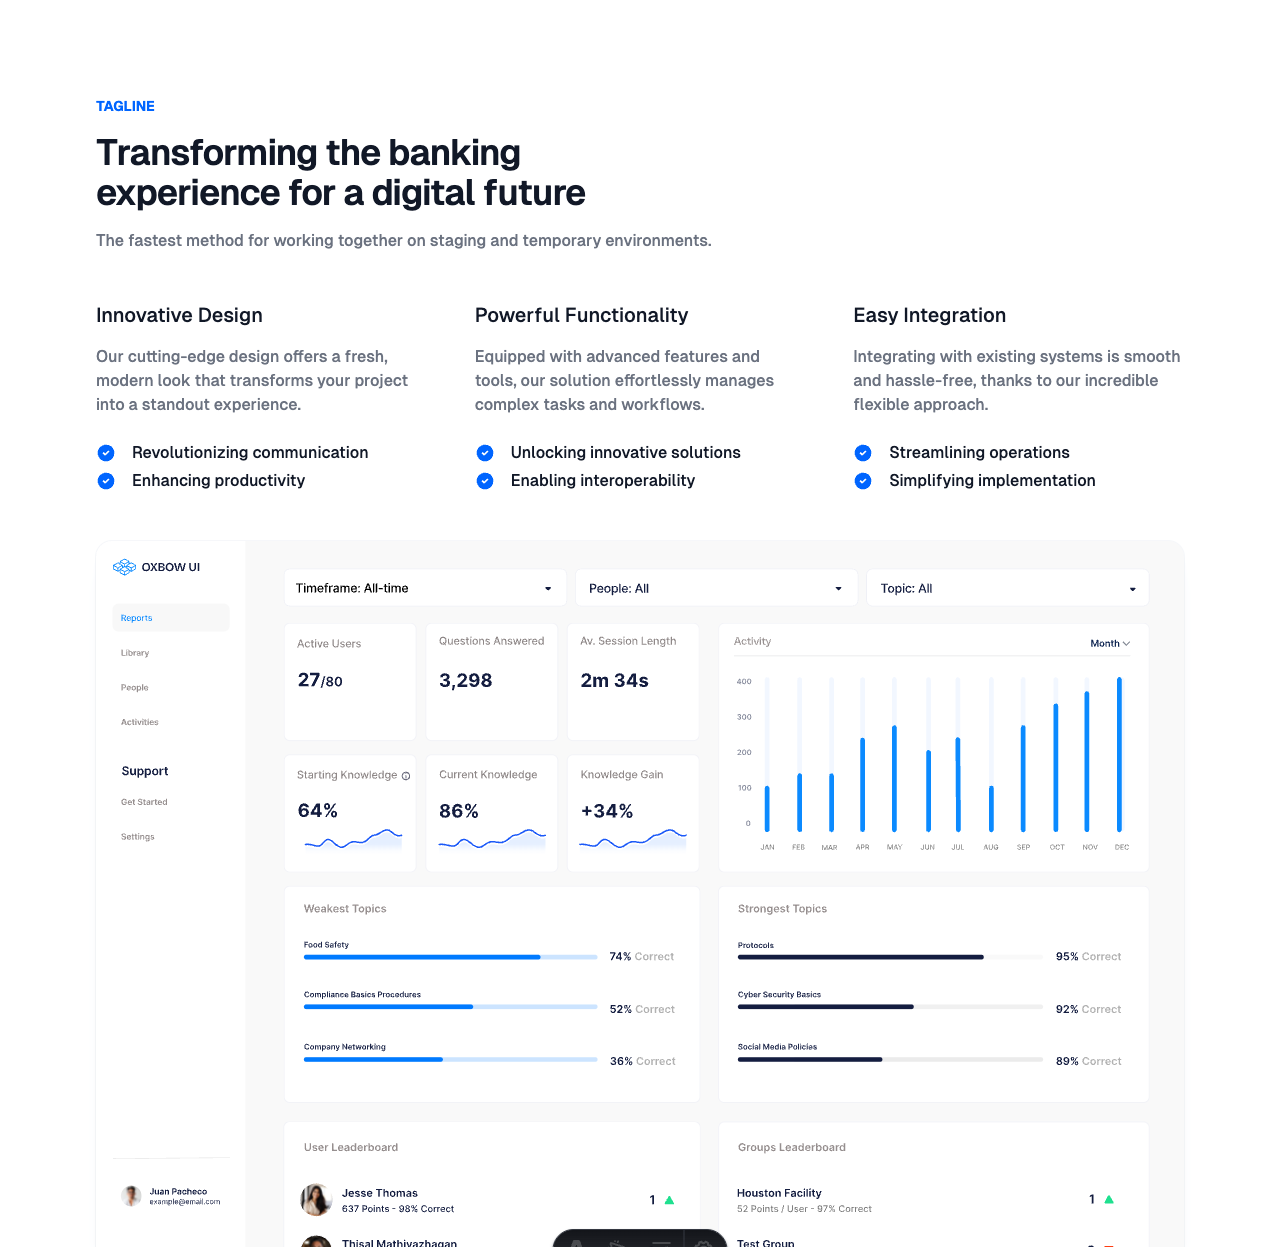 TAGLINE
Transforming the banking
experience for a digital future
The fastest method for working together on staging and temporary environments.
Innovative Design
Our cutting-edge design offers a fresh,
modern look that transforms your project
into a standout experience.
Revolutionizing communication
Enhancing productivity
Powerful Functionality
Equipped with advanced features and
tools, our solution effortlessly manages
complex tasks and workflows.
Unlocking innovative solutions
Enabling interoperability
Easy Integration
Integrating with existing systems is smooth
and hassle-free, thanks to our incredible
flexible approach.
Streamlining operations
Simplifying implementation
OXBOW UI
Reports
Library
People
Activities
Support
Get Started
Settings
Juan Pacheco
example@email.com
Timeframe: All-time
People: All
Topic: All
Active Users
27/80
Questions Answered
3,298
Av. Session Length
2m 34s
Starting Knowledge
64%
Current Knowledge
86%
Knowledge Gain
+34%
Activity
Month
400
300
200
100
0
JAN FEB MAR APR MAY JUN JUL AUG SEP OCT NOV DEC
Weakest Topics
Food Safety
74% Correct
Compliance Basics Procedures
52% Correct
Company Networking
36% Correct
Strongest Topics
Protocols
95% Correct
Cyber Security Basics
92% Correct
Social Media Policies
89% Correct
User Leaderboard
Jesse Thomas
637 Points - 98% Correct
1
Thisal Mathiyazhagan
Groups Leaderboard
Houston Facility
52 Points / User - 97% Correct
1
Test Group